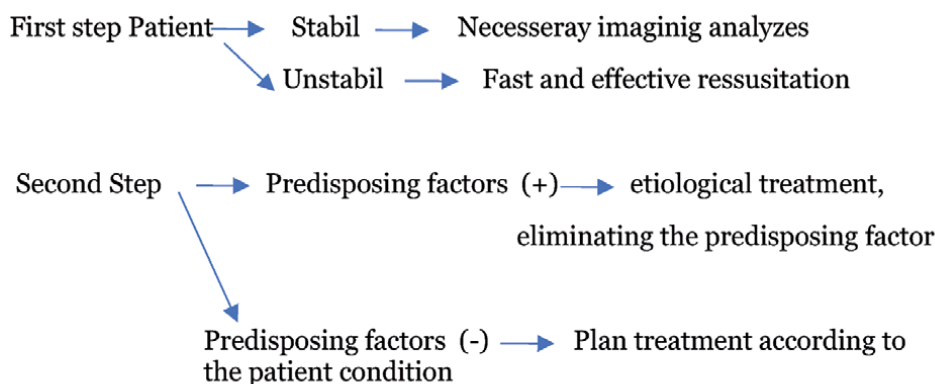 First step Patient Stabil Necesseray imaginig analyzes
Unstabil Fast and effective ressusitation
Second Step Predisposing factors (+) etiological treatment,
eliminating the predisposing factor
Predisposing factors (-) Plan treatment according to
the patient condition